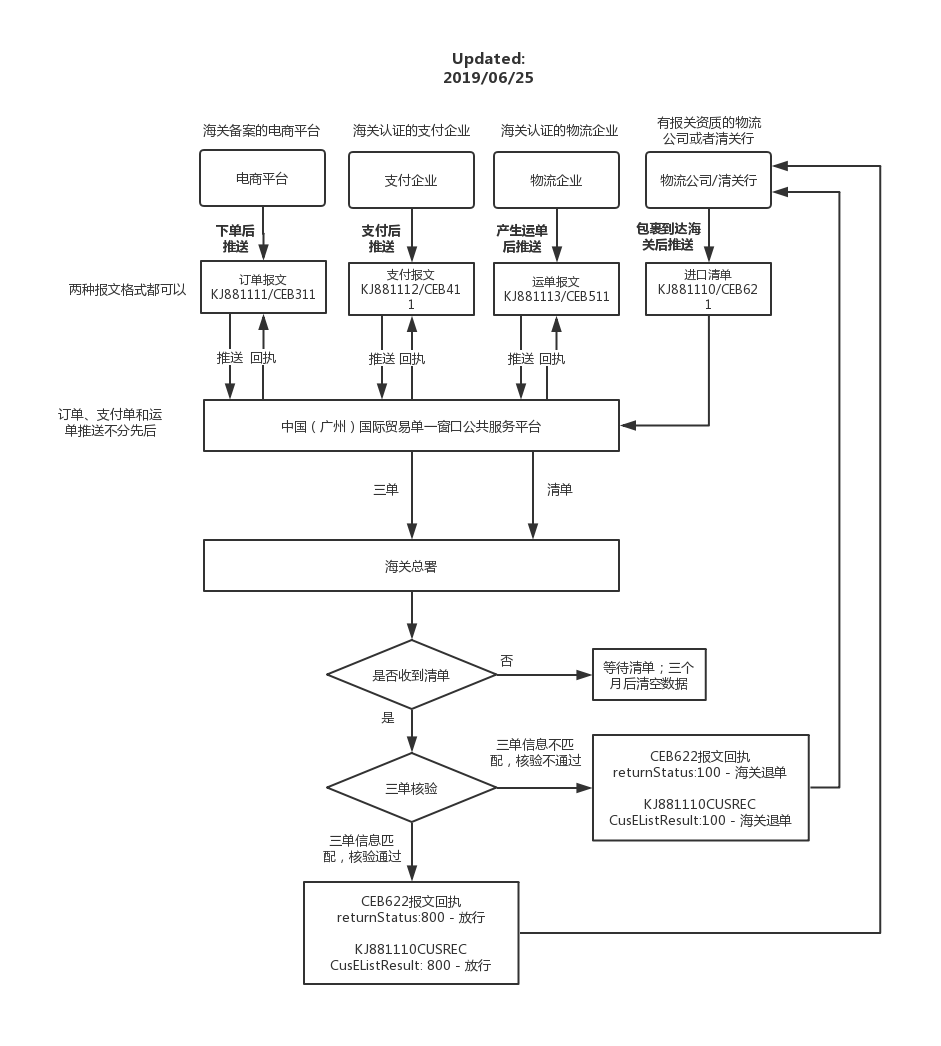 Updated:
2019/06/25
海关备案的电商平台
海关认证的支付企业
海关认证的物流企业
有报关资质的物流
公司或者清关行
电商平台
支付企业
物流企业
物流公司/清关行
下单后
推送
支付后
推送
产生运单
后推送
包裹到达海
关后推送
两种报文格式都可以
订单报文
KJ881111/CEB311
支付报文
KJ881112/CEB41
1
运单报文
KJ881113/CEB511
进口清单
KJ881110/CEB62
1
推送 回执
推送 回执
推送 回执
订单、支付单和运
单推送不分先后
中国（广州）国际贸易单一窗口公共服务平台
三单
清单
海关总署
是否收到清单
否
等待清单；三个
月后清空数据
是
三单核验
三单信息不匹
配，核验不通过
CEB622报文回执
returnStatus:100 - 海关退单
KJ881110CUSREC
CusEListResult:100 - 海关退单
三单信息匹
配，核验通过
CEB622报文回执
returnStatus:800 - 放行
KJ881110CUSREC
CusEListResult: 800 - 放行